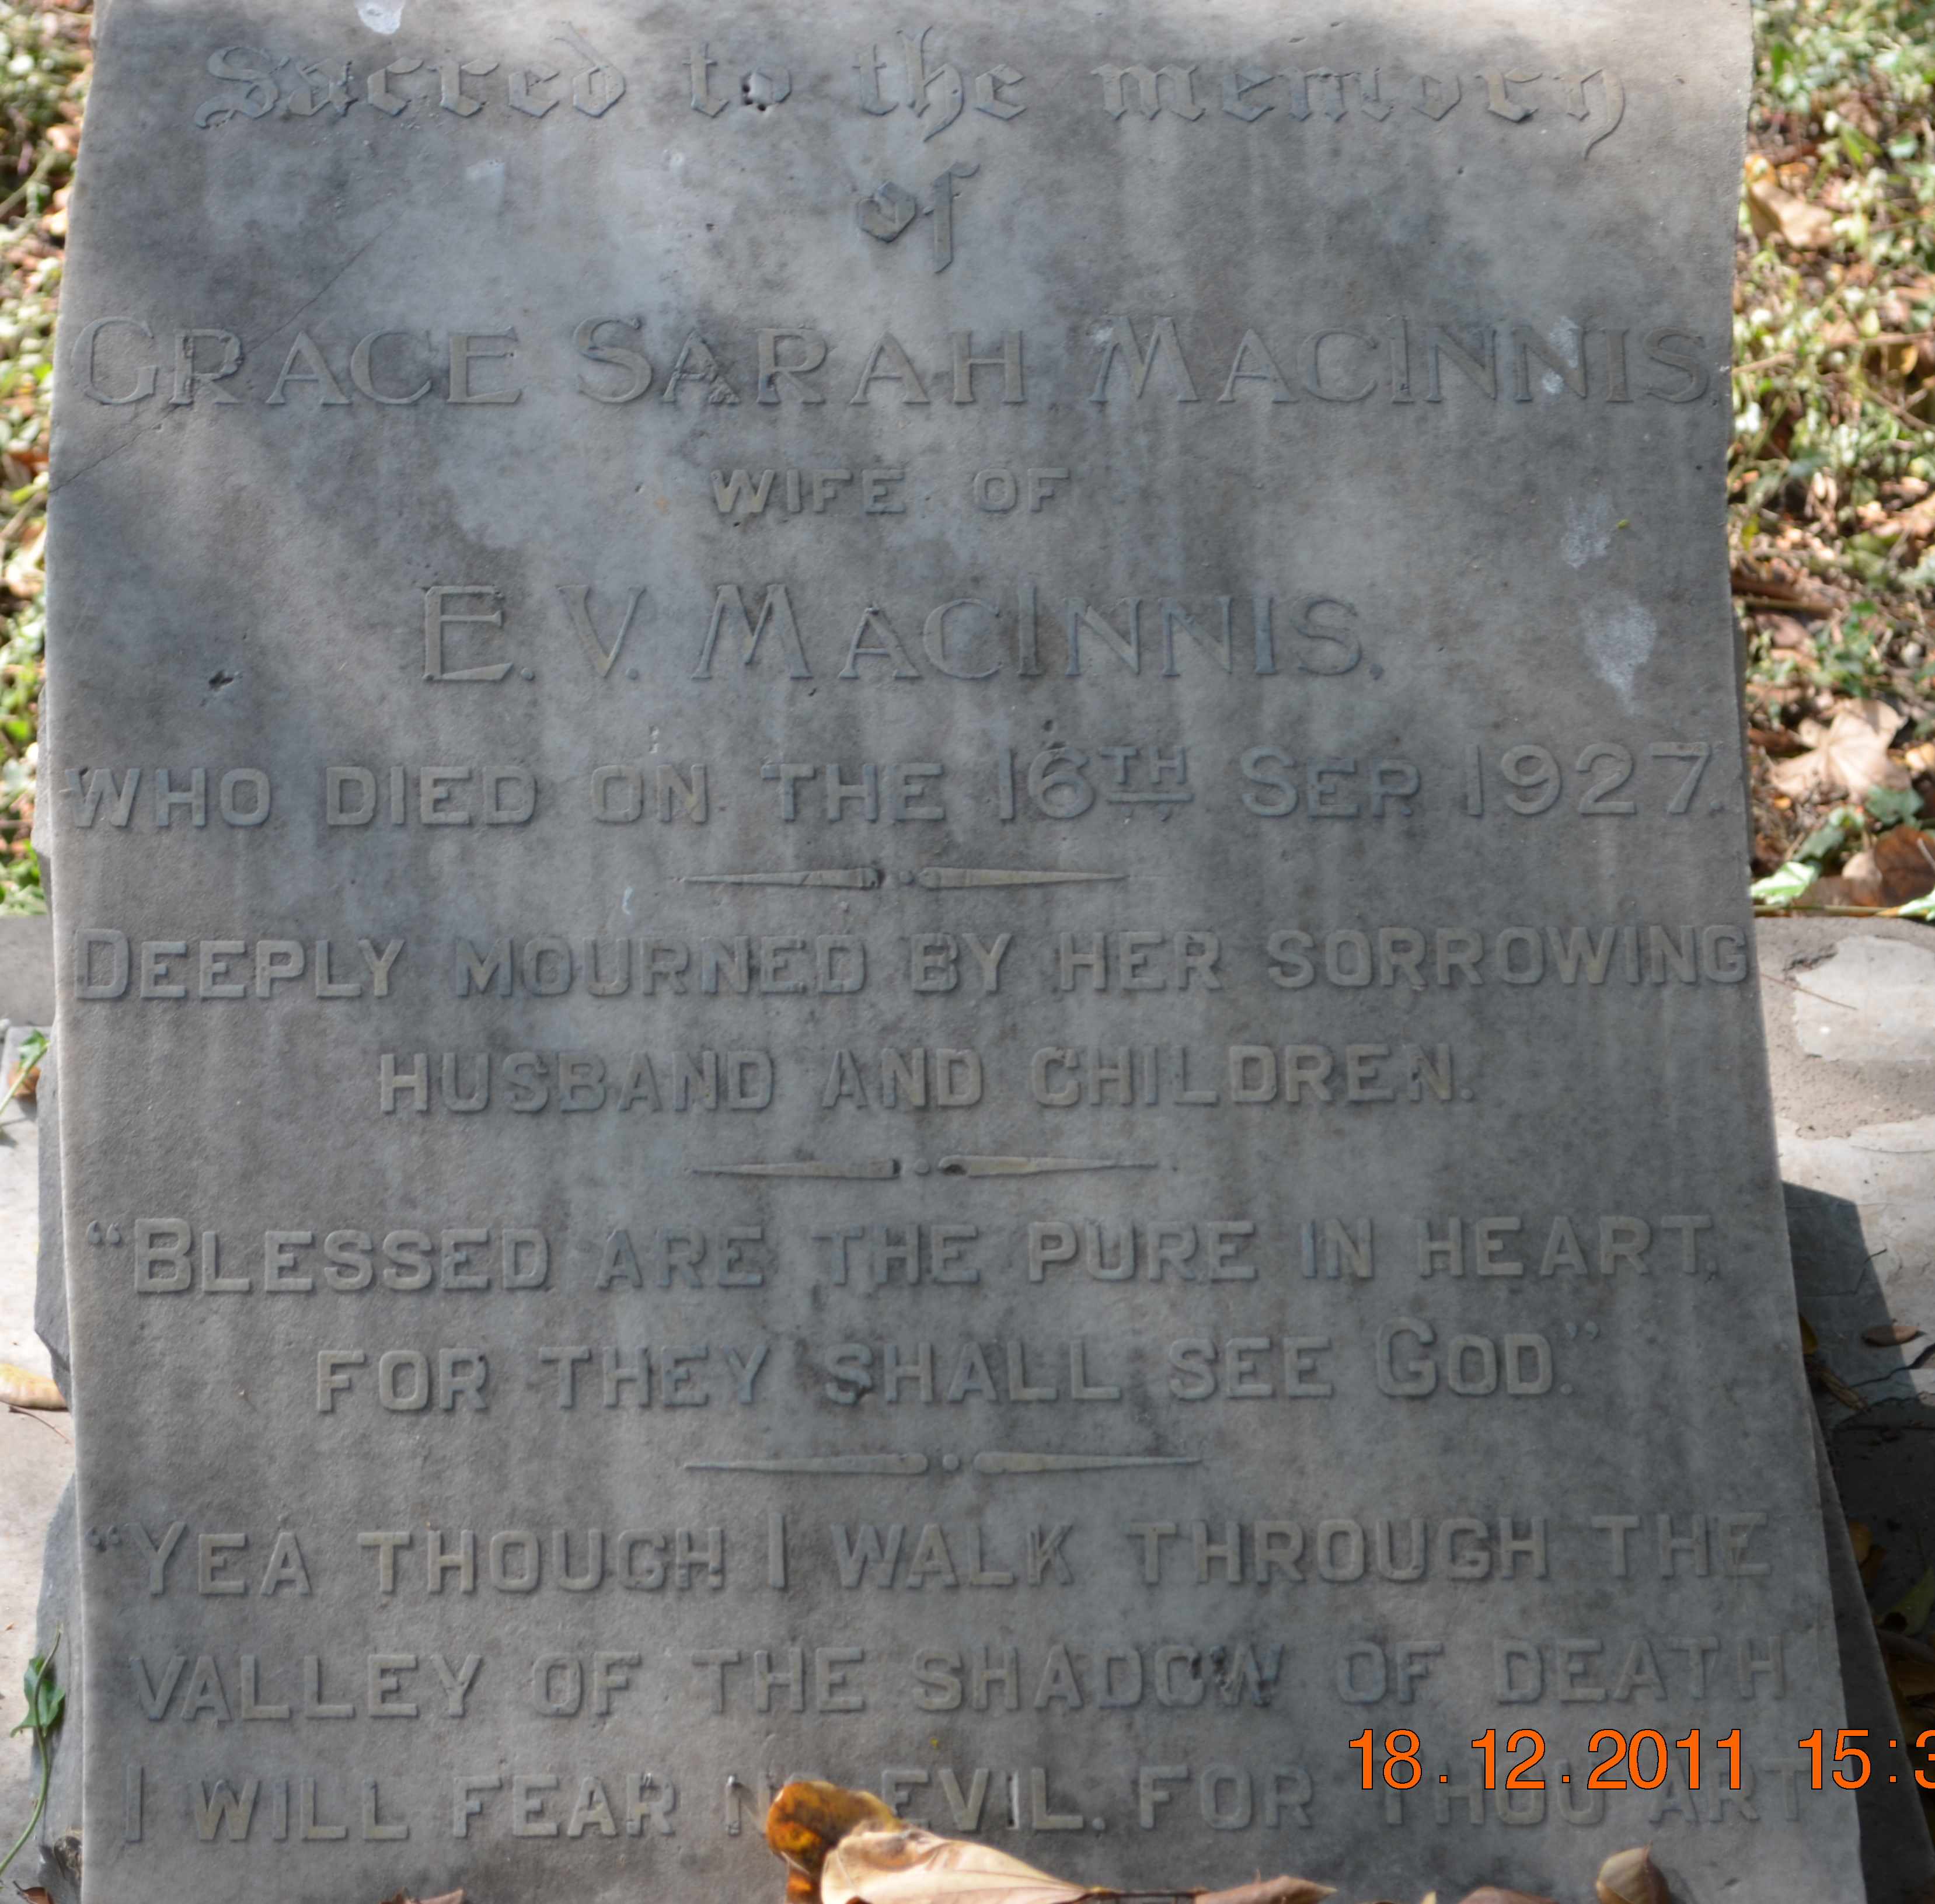 Sacred to the memory
of
GRACE SARAH MACINNIS.
WIFE OF
E.V. MACINNIS.
WHO DIED ON THE 16TH SEP 1927.
DEEPLY MOURNED BY HER SORROWING
HUSBAND AND CHILDREN.
"BLESSED ARE THE PURE IN HEART.
FOR THEY SHALL SEE GOD."
"YEA THOUGH I WALK THROUGH THE
VALLEY OF THE SHADOW OF DEATH
I WILL FEAR EVIL. FOR THOU ART
18.12.2011 15:3